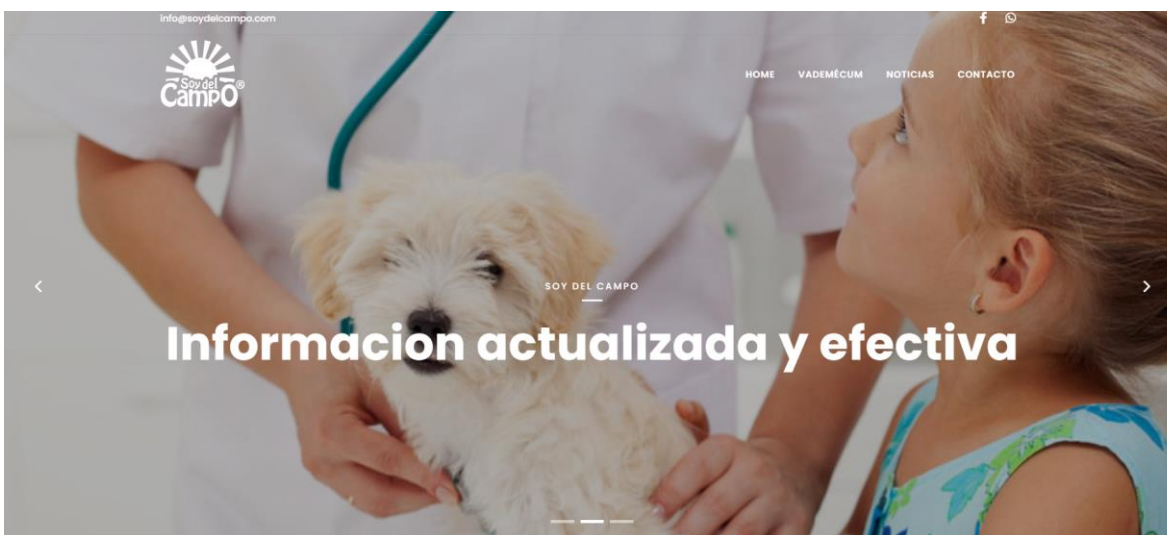 info@soydelcampo.com
Soy del
Campo®
HOME VADEMÉCUM NOTICIAS CONTACTO
SOY DEL CAMPO
Informacion actualizada y efectiva